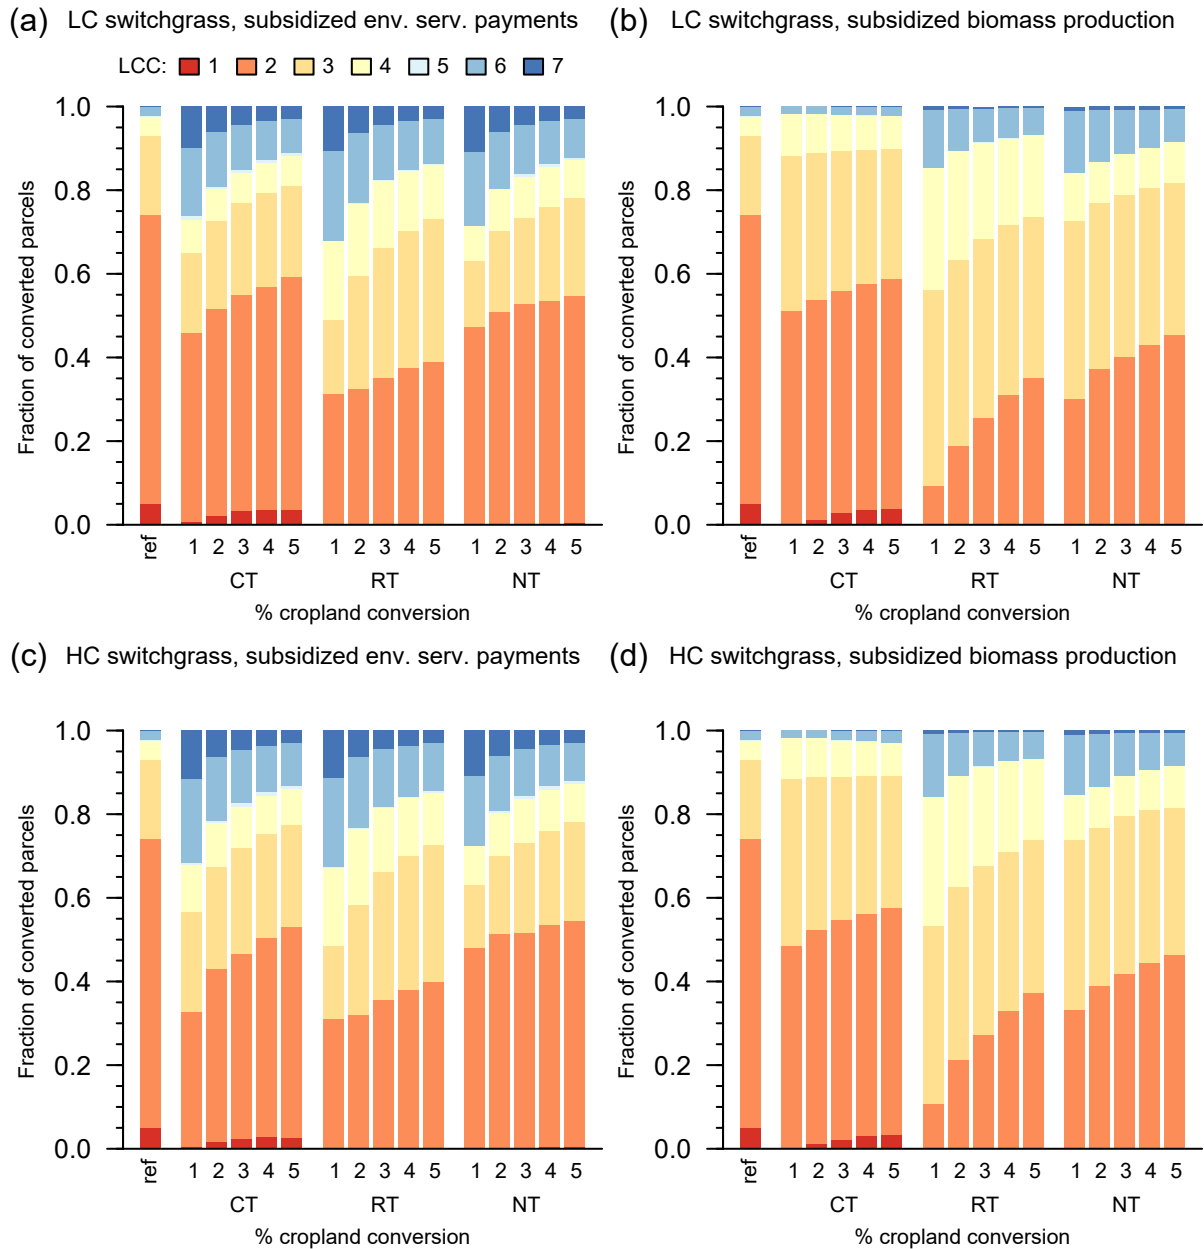 (a) LC switchgrass, subsidized env. serv. payments
LCC: 1 2 3 4 5 6 7
1.0
0.8
0.6
0.4
0.2
0.0
Fraction of converted parcels
ref 1 2 3 4 5 1 2 3 4 5 1 2 3 4 5
CT RT NT
% cropland conversion
(b) LC switchgrass, subsidized biomass production
1.0
0.8
0.6
0.4
0.2
0.0
Fraction of converted parcels
ref 1 2 3 4 5 1 2 3 4 5 1 2 3 4 5
CT RT NT
% cropland conversion
(c) HC switchgrass, subsidized env. serv. payments
1.0
0.8
0.6
0.4
0.2
0.0
Fraction of converted parcels
ref 1 2 3 4 5 1 2 3 4 5 1 2 3 4 5
CT RT NT
% cropland conversion
(d) HC switchgrass, subsidized biomass production
1.0
0.8
0.6
0.4
0.2
0.0
Fraction of converted parcels
ref 1 2 3 4 5 1 2 3 4 5 1 2 3 4 5
CT RT NT
% cropland conversion